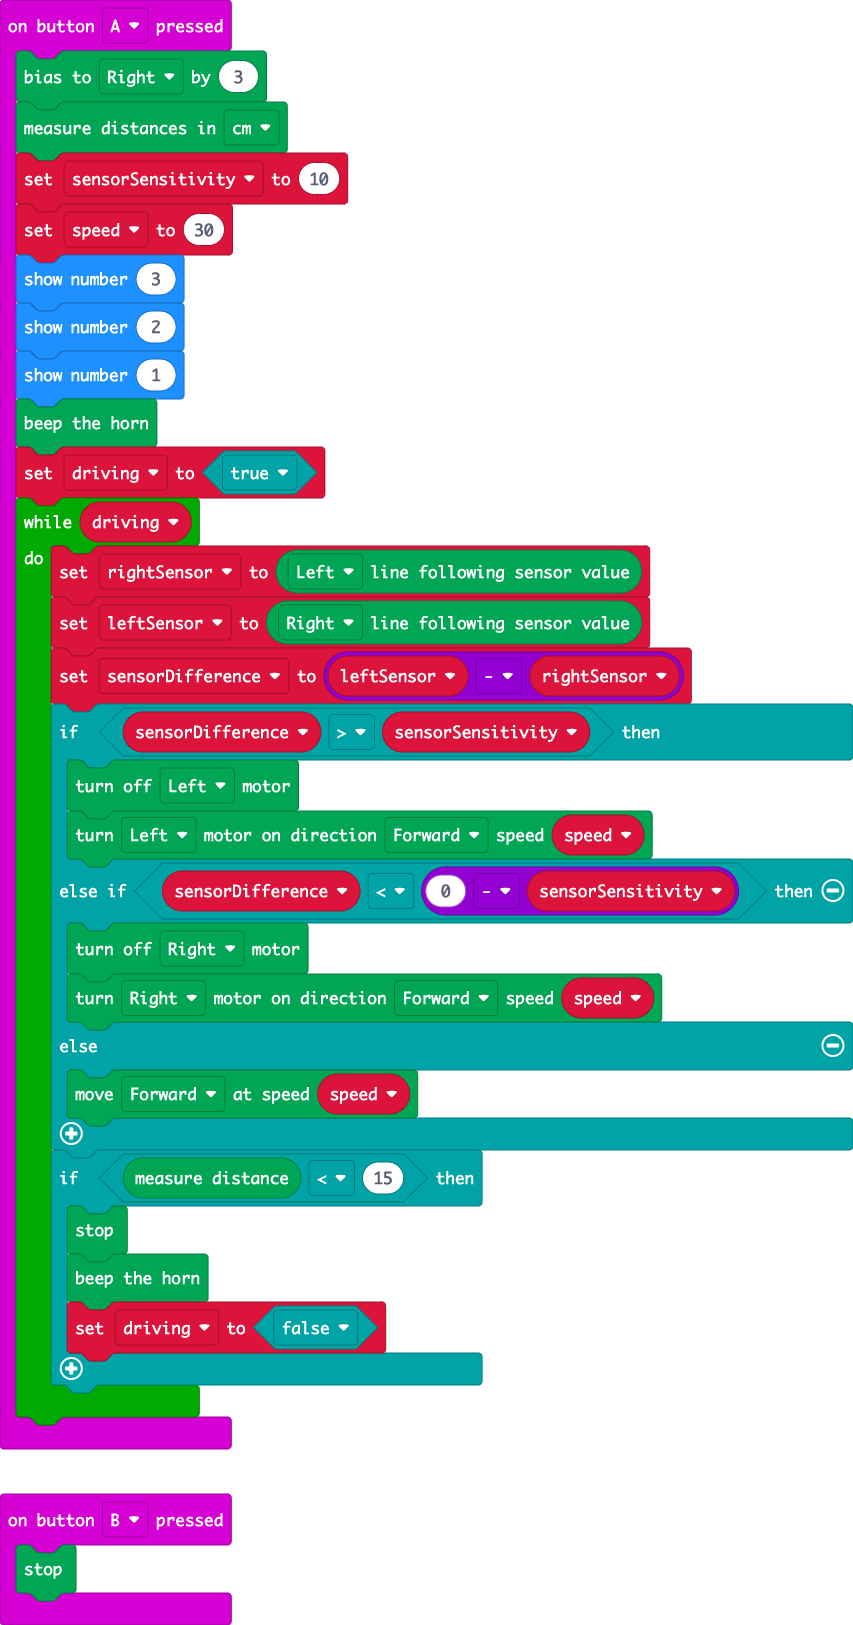 on button A pressed
bias to Right by 3
measure distances in cm
set sensorSensitivity to 10
set speed to 30
show number 3
show number 2
show number 1
beep the horn
set driving to true
while driving
do
set rightSensor to Left line following sensor value
set leftSensor to Right line following sensor value
set sensorDifference to leftSensor - rightSensor
if sensorDifference > sensorSensitivity then
turn off Left motor
turn Left motor on direction Forward speed speed
else if sensorDifference < 0 - sensorSensitivity then
turn off Right motor
turn Right motor on direction Forward speed speed
else
move Forward at speed speed
if measure distance < 15 then
stop
beep the horn
set driving to false
on button B pressed
stop